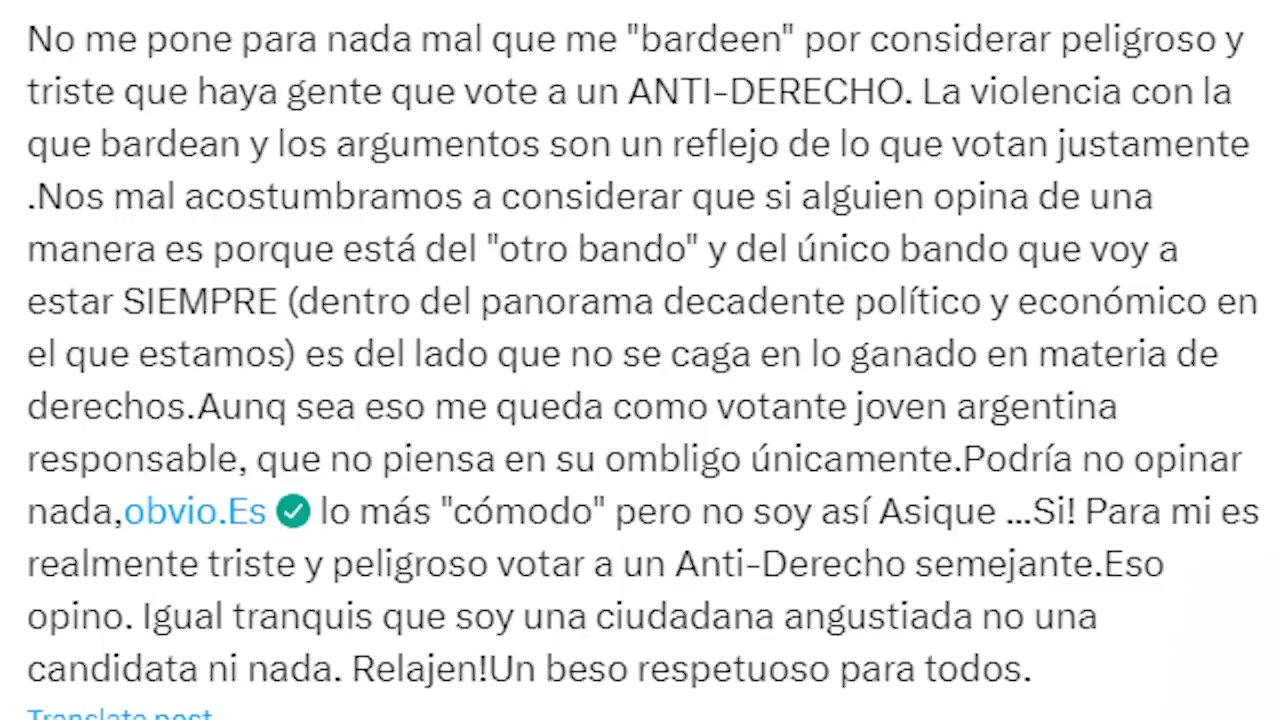 No me pone para nada mal que me "bardeen" por considerar peligroso y
triste que haya gente que vote a un ANTI-DERECHO. La violencia con la
que bardean y los argumentos son un reflejo de lo que votan justamente
.Nos mal acostumbramos a considerar que si alguien opina de una
manera es porque está del "otro bando" y del único bando que voy a
estar SIEMPRE (dentro del panorama decadente político y económico en
el que estamos) es del lado que no se caga en lo ganado en materia de
derechos.Aunq sea eso me queda como votante joven argentina
responsable, que no piensa en su ombligo únicamente.Podría no opinar
nada,obvio.Es lo más "cómodo" pero no soy así Asique ...Si! Para mi es
realmente triste y peligroso votar a un Anti-Derecho semejante.Eso
opino. Igual tranquis que soy una ciudadana angustiada no una
candidata ni nada. Relajen!Un beso respetuoso para todos.
Translate post